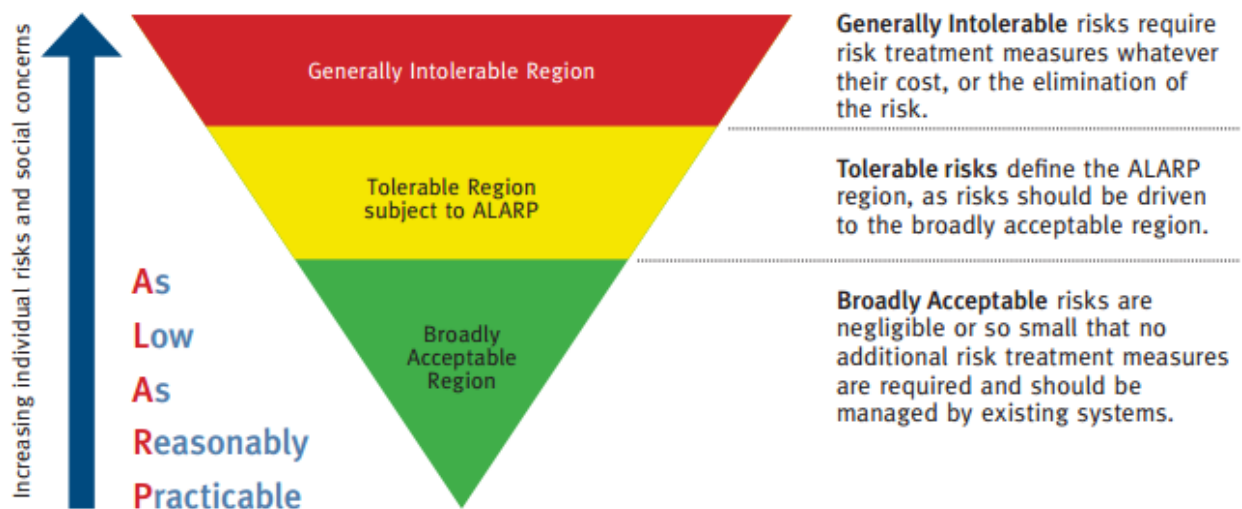 Increasing individual risks and social concerns
Generally Intolerable Region
Tolerable Region
subject to ALARP
Broadly
Acceptable
Region
As
Low
As
Reasonably
Practicable
Generally Intolerable risks require
risk treatment measures whatever
their cost, or the elimination of
the risk.
Tolerable risks define the ALARP
region, as risks should be driven
to the broadly acceptable region.
Broadly Acceptable risks are
negligible or so small that no
additional risk treatment measures
are required and should be
managed by existing systems.